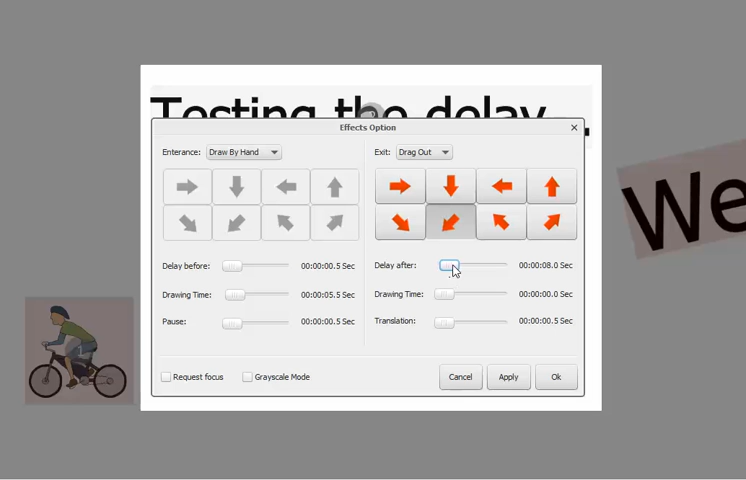 Testing the delay...
Effects Option
Enterance: Draw By Hand
Exit: Drag Out
Delay before: 00:00:00.5 Sec
Delay after: 00:00:08.0 Sec
Drawing Time: 00:00:05.5 Sec
Drawing Time: 00:00:00.0 Sec
Pause: 00:00:00.5 Sec
Translation: 00:00:00.5 Sec
Request focus
Grayscale Mode
Cancel
Apply
Ok
We